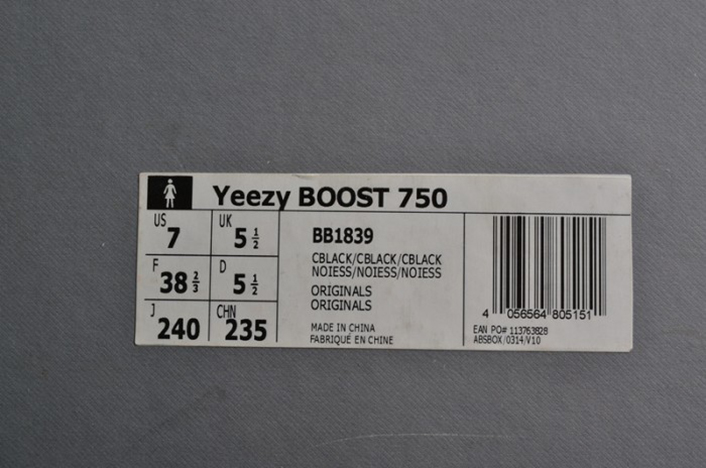 Yeezy BOOST 750
US
7
UK
5 1/2
F
38 2/3
D
5 1/2
J
240
CHN
235
BB1839
CBLACK/CBLACK/CBLACK
NOIESS/NOIESS/NOIESS
ORIGINALS
ORIGINALS
MADE IN CHINA
FABRIQUÉ EN CHINE
4 056564 805151
EAN PO# 113763828
ABSBOX/0314/V10